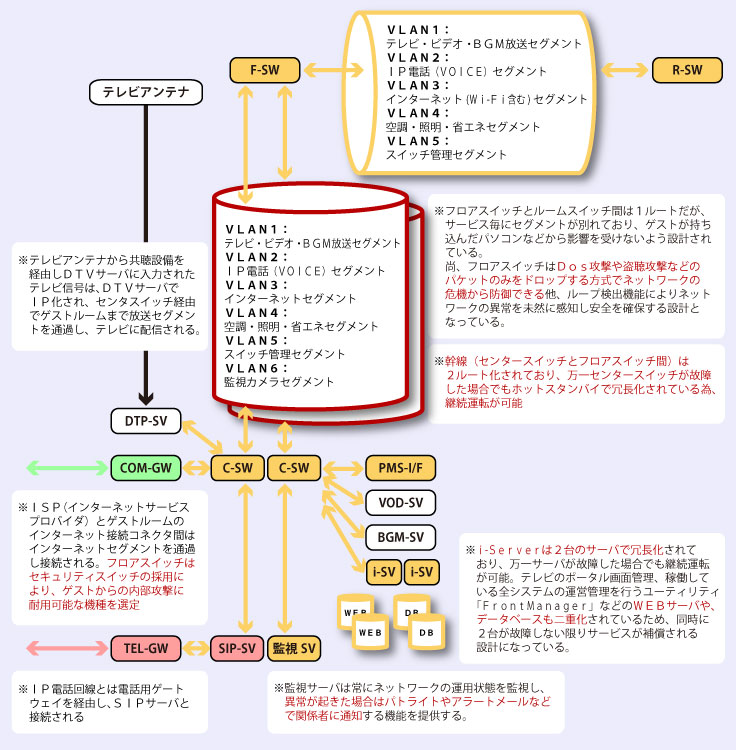 VLAN1：
テレビ・ビデオ・BGM放送セグメント
VLAN2：
IP電話（VOICE）セグメント
VLAN3：
インターネット(Wi-Fi含む)セグメント
VLAN4：
空調・照明・省エネセグメント
VLAN5：
スイッチ管理セグメント
F-SW
R-SW
テレビアンテナ
VLAN1：
テレビ・ビデオ・BGM放送セグメント
VLAN2：
IP電話（VOICE）セグメント
VLAN3：
インターネットセグメント
VLAN4：
空調・照明・省エネセグメント
VLAN5：
スイッチ管理セグメント
VLAN6：
監視カメラセグメント
※フロアスイッチとルームスイッチ間は1ルートだが、
サービス毎にセグメントが別れており、ゲストが持ち
込んだパソコンなどから影響を受けないよう設計され
ている。
尚、フロアスイッチはDos攻撃や盗聴攻撃などの
パケットのみをドロップする方式でネットワークの
危機から防御できる他、ループ検出機能によりネット
ワークの異常を未然に感知し安全を確保する設計と
なっている。
※テレビアンテナから共聴設備を
経由しDTVサーバに入力された
テレビ信号は、DTVサーバで
IP化され、センタスイッチ経由
でゲストルームまで放送セグメン
トを通過し、テレビに配信される。
※幹線（センタースイッチとフロアスイッチ間）は
2ルート化されており、万一センタースイッチが故障
した場合でもホットスタンバイで冗長化されている為、
継続運転が可能
DTP-SV
COM-GW
C-SW
C-SW
PMS-I/F
VOD-SV
BGM-SV
i-SV
i-SV
WEB
WEB
DB
DB
※ISP（インターネットサービス
プロバイダ）とゲストルームの
インターネット接続コネクタ間は
インターネットセグメントを通過
し接続される。フロアスイッチは
セキュリティスイッチの採用に
より、ゲストからの内部攻撃に
耐用可能な機種を選定
※i-Serverは2台のサーバで冗長化されて
おり、万一サーバが故障した場合でも継続運転
が可能。テレビのポータル画面管理、稼働して
いる全システムの運営管理を行うユーティリティ
「FrontManager」などのWEBサーバや、
データベースも二重化されているため、同時に
2台が故障しない限りサービスが補償される
設計になっている。
TEL-GW
SIP-SV
監視SV
※IP電話回線とは電話用ゲート
ウェイを経由し、SIPサーバと
接続される
※監視サーバは常にネットワークの運用状態を監視し、
異常が起きた場合はパトライトやアラートメールなど
で関係者に通知する機能を提供する。